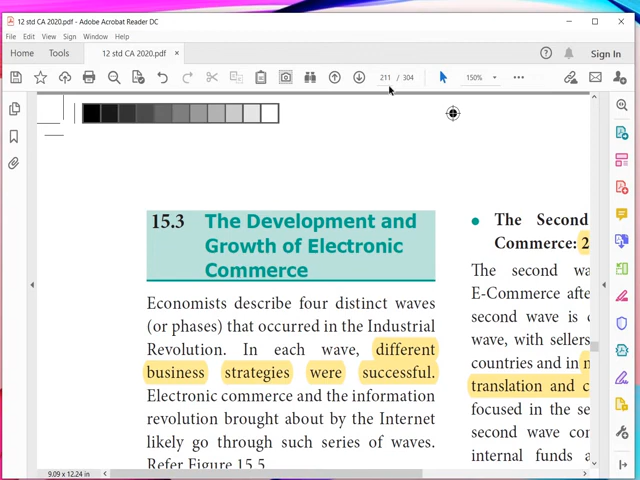 12 std CA 2020.pdf - Adobe Acrobat Reader DC
File Edit View Sign Window Help
Home Tools 12 std CA 2020.pdf × Sign In
211 / 304 150%
15.3 The Development and
Growth of Electronic
Commerce
Economists describe four distinct waves
(or phases) that occurred in the Industrial
Revolution. In each wave, different
business strategies were successful.
Electronic commerce and the information
revolution brought about by the Internet
likely go through such series of waves.
Refer Figure 15.5
• The Second
Commerce: 2
The second wa
E-Commerce afte
second wave is
wave, with sellers
countries and in
translation and c
focused in the se
second wave con
internal funds a
9.09 x 12.24 in